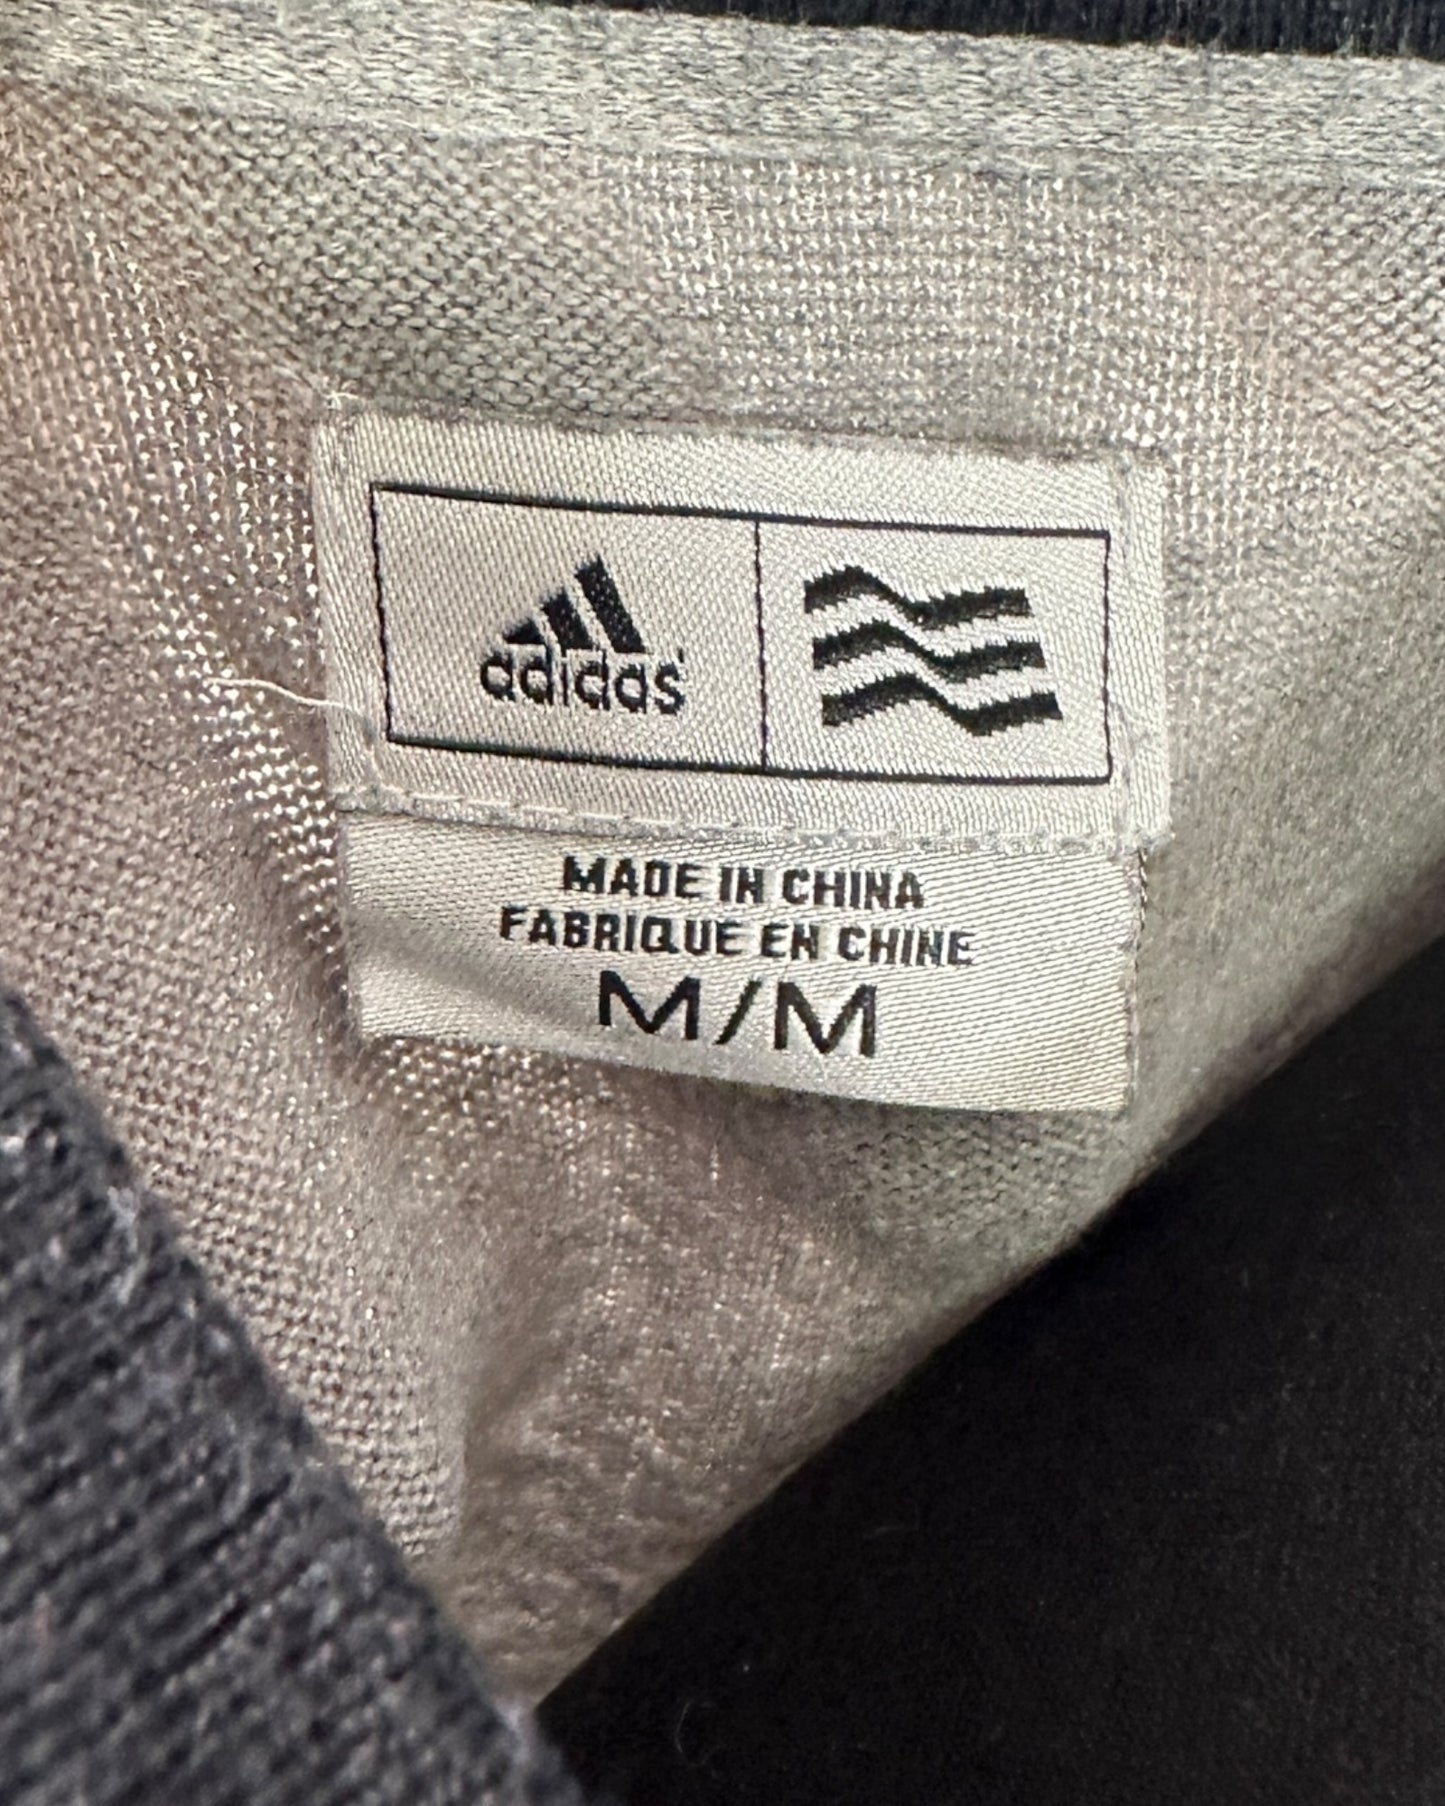 adidas
MADE IN CHINA
FABRIQUE EN CHINE
M/M